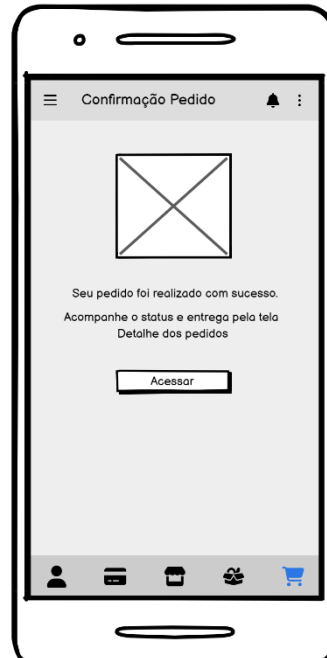 Confirmação Pedido
Seu pedido foi realizado com sucesso.
Acompanhe o status e entrega pela tela
Detalhe dos pedidos
Acessar